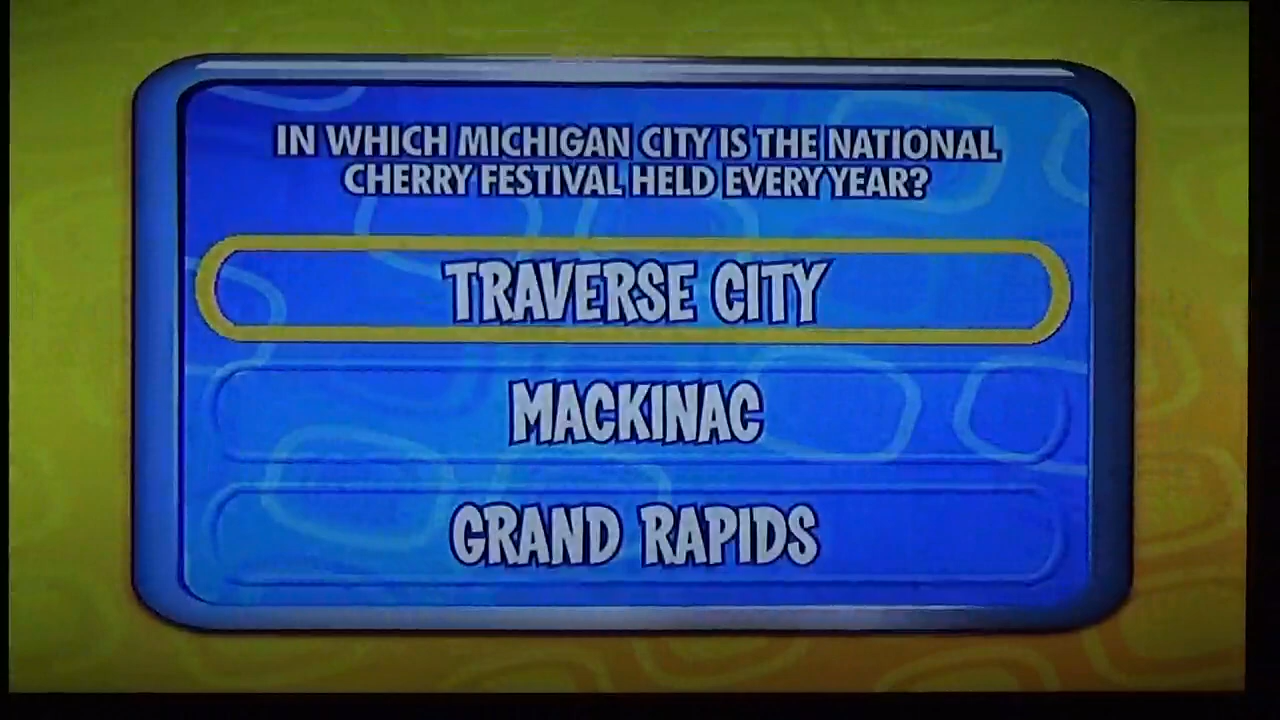 IN WHICH MICHIGAN CITY IS THE NATIONAL
CHERRY FESTIVAL HELD EVERY YEAR?
TRAVERSE CITY
MACKINAC
GRAND RAPIDS